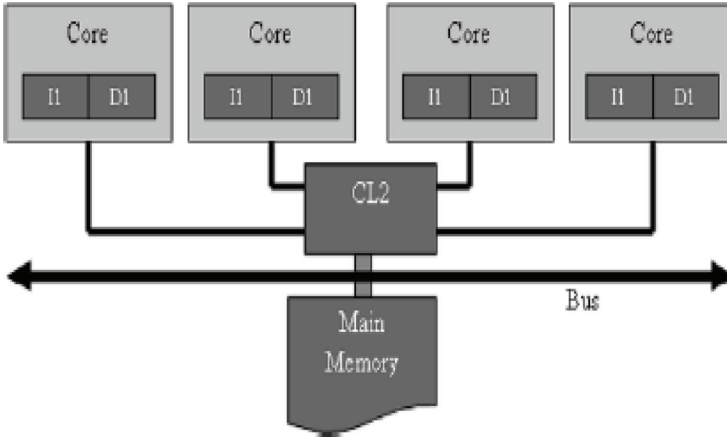 Core Core Core Core
I1 D1 I1 D1 I1 D1 I1 D1
CL2
Bus
Main
Memory